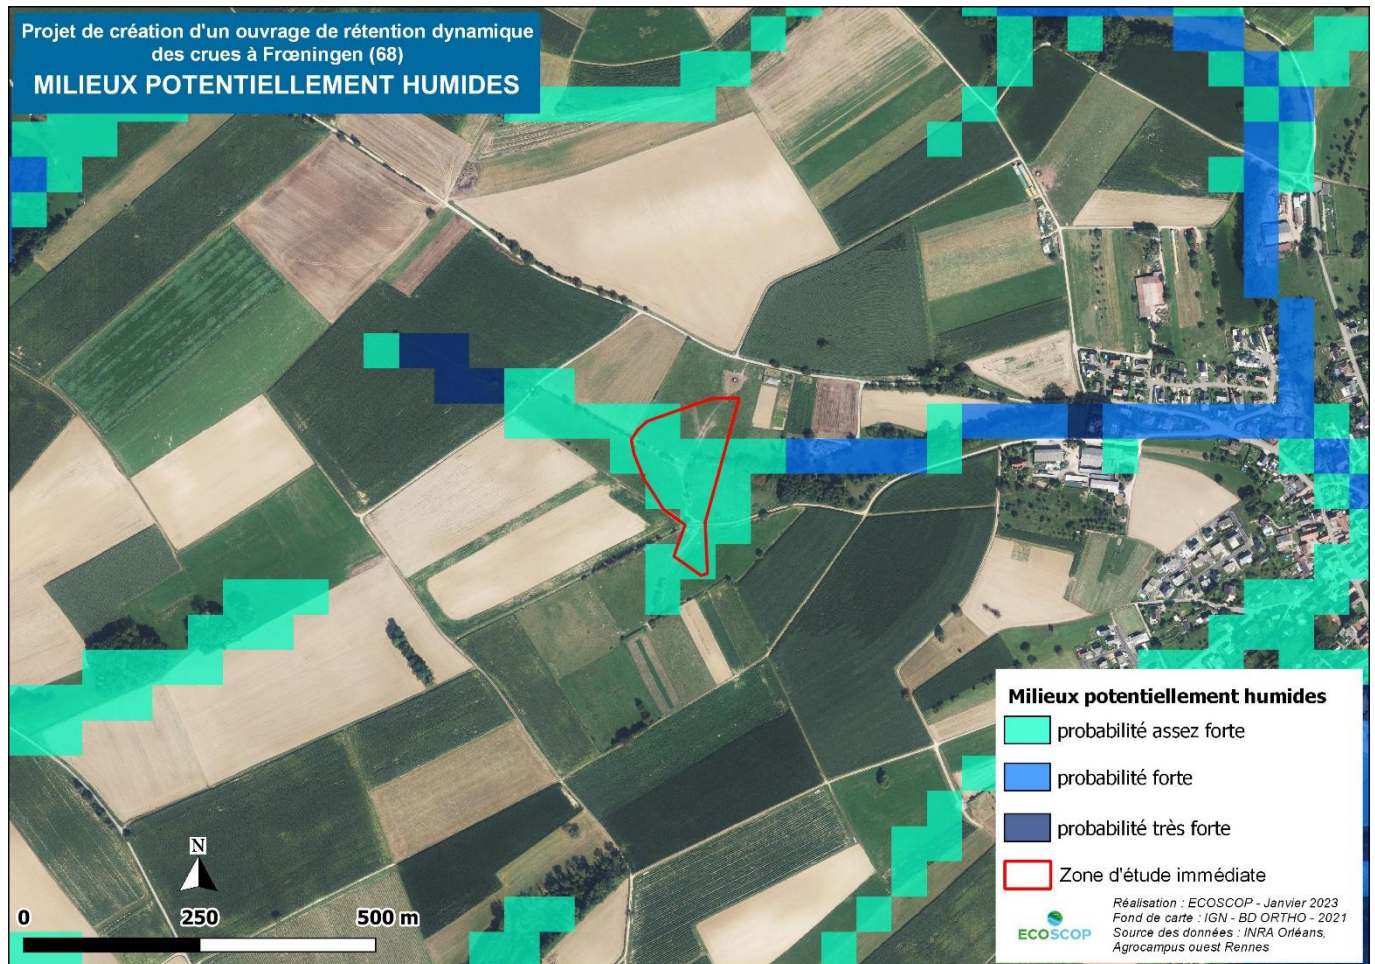 Projet de création d'un ouvrage de rétention dynamique
des crues à Frœningen (68)
MILIEUX POTENTIELLEMENT HUMIDES
Milieux potentiellement humides
probabilité assez forte
probabilité forte
probabilité très forte
Zone d'étude immédiate
N
0 250 500 m
ECOSCOP
Réalisation : ECOSCOP - Janvier 2023
Fond de carte : IGN - BD ORTHO - 2021
Source des données : INRA Orléans,
Agrocampus ouest Rennes